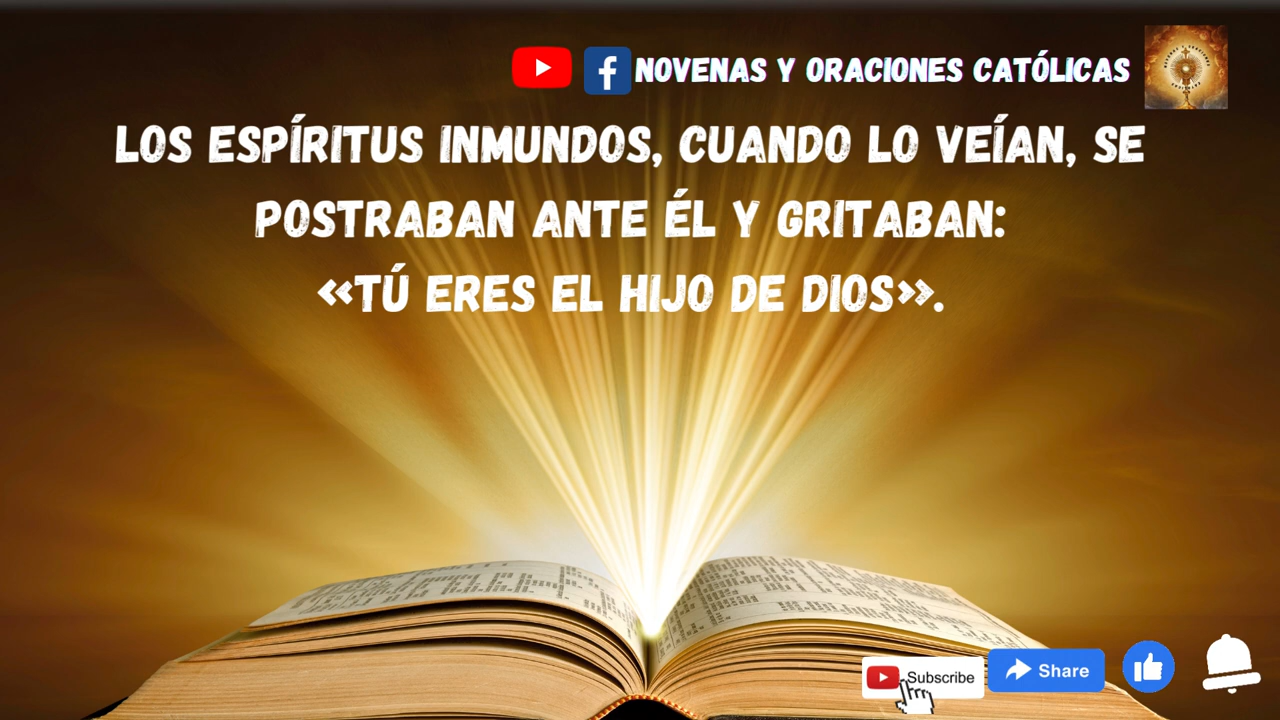 NOVENAS Y ORACIONES CATÓLICAS
LOS ESPÍRITUS INMUNDOS, CUANDO LO VEÍAN, SE
POSTRABAN ANTE ÉL Y GRITABAN:
«TÚ ERES EL HIJO DE DIOS».
Subscribe
Share